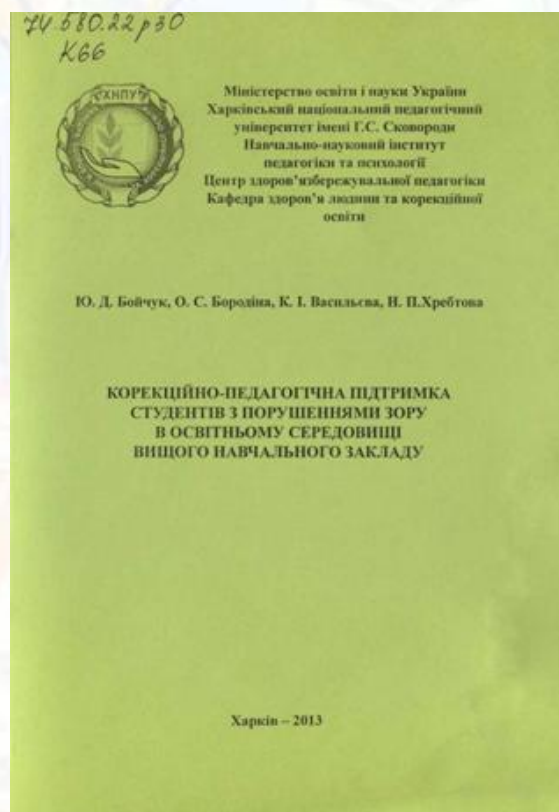 74.580.22р30
К66
ХНПУ
Міністерство освіти і науки України
Харківський національний педагогічний
університет імені Г.С. Сковороди
Навчально-науковий інститут
педагогіки та психології
Центр здоров'язбережувальної педагогіки
Кафедра здоров'я людини та корекційної
освіти
Ю. Д. Бойчук, О. С. Бородіна, К. І. Васильєва, Н. П.Хребтова
КОРЕКЦІЙНО-ПЕДАГОГІЧНА ПІДТРИМКА
СТУДЕНТІВ З ПОРУШЕННЯМИ ЗОРУ
В ОСВІТНЬОМУ СЕРЕДОВИЩІ
ВИЩОГО НАВЧАЛЬНОГО ЗАКЛАДУ
Харків – 2013